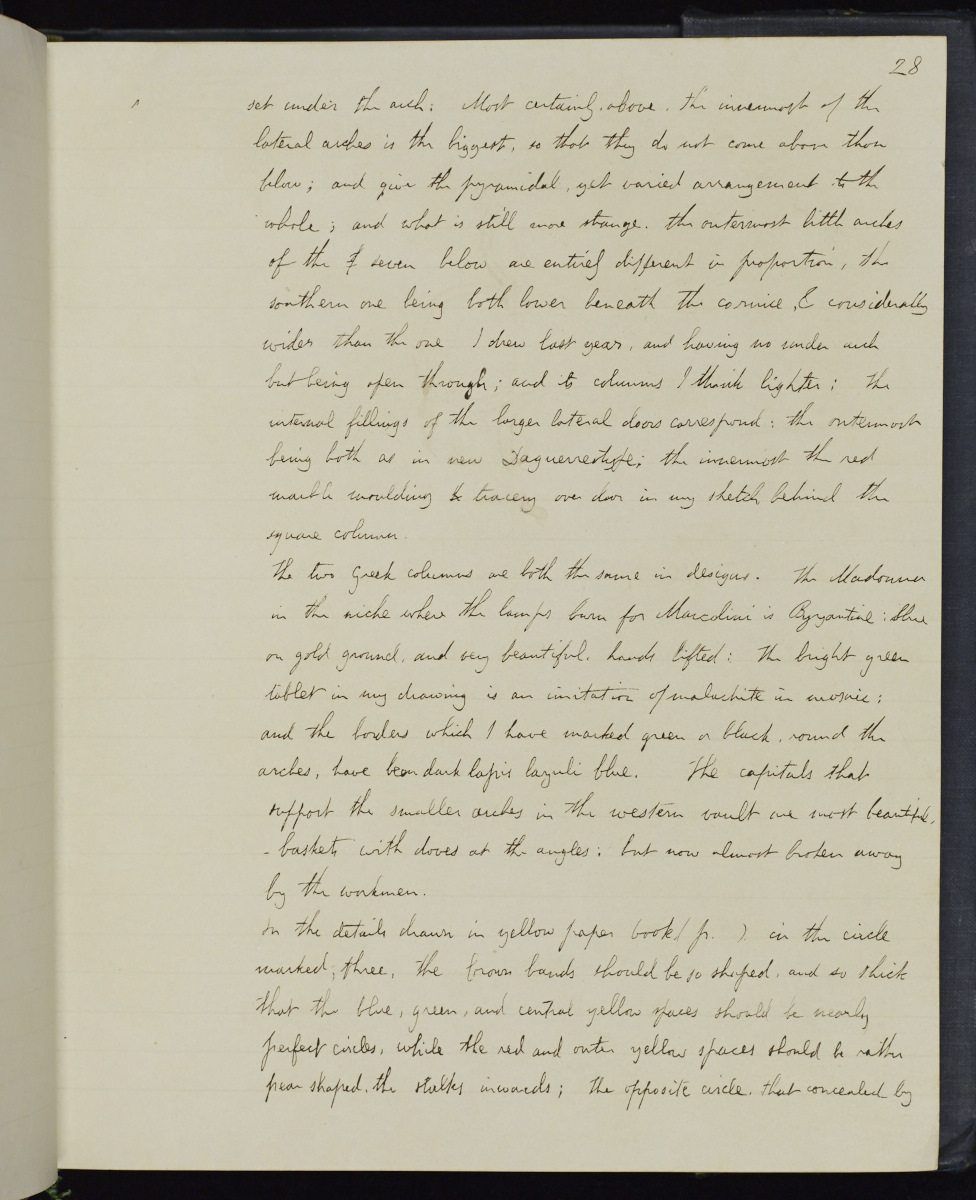 28
set under the arch: Most certainly. above. the innermost of the
lateral arches is the biggest, so that they do not come above those
below; and give the pyramidal, yet varied arrangement to the
whole; and what is still more strange. the outermost little arches
of the seven below are entirely different in proportion, the
southern one being both lower beneath the cornice, & considerably
wider than the one I drew last year, and having no under arch
but being open through; and its columns I think lighter: the
internal fillings of the larger lateral doors correspond: the outermost
being both as in new Daguerreotype; the innermost the red
marble moulding & tracery over door in my sketch behind the
square column.
The two Greek columns are both the same in design. The Madonna
in the niche where the lamps burn for Marcolini is Byzantine: blue
on gold ground, and very beautiful. hands lifted: the bright green
tablet in my drawing is an imitation of malachite in mosaic;
and the borders which I have marked green or black, round the
arches, have been dark lapis lazuli blue. The capitals that
support the smaller arches in the western vault are most beautiful,
- baskets with doves at the angles: but now almost broken away
by the workmen.
In the details drawn in yellow paper book (p. ). in the circle
marked, three, the brown bands should be so shaped, and so thick
that the blue, green, and central yellow spaces should be nearly
perfect circles, while the red and outer yellow spaces should be rather
pear shaped. the stalks inwards; the opposite circle. that concealed by